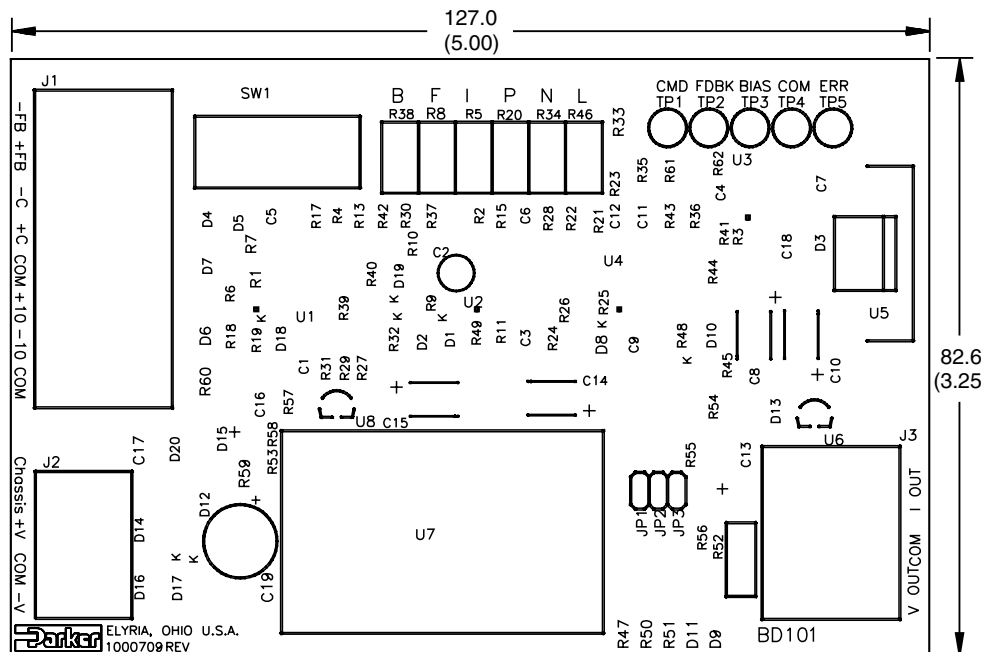 127.0
(5.00)
J1
SW1
B F I P N L
R38 R8 R5 R20 R34 R46
R33
CMD FDBK BIAS COM ERR
TP1 TP2 TP3 TP4 TP5
U3
-FB +FB -C +C COM +10 -10 COM
R35 R61 R62 C4 C7
R23
D4 D5 C5 R17 R4 R13 R42 R30 R37 R2 R15 C6 R28 R22 R21 C12 C11 R43 R36
R41 R3 C18 D3
R7 R10 C2
D7 R1 R40 D19 U4 R44
R6 K R9 U2 R26 R25 +
R39
U1 K K U5
D6 R18 R19 D18 R32 D2 D1 R49 R11 C3 R24 D8 K C9 R48 D10
K
R60 C1 R31 R29 R27 + C14 R45 C8 + C10
82.6
(3.25
C16 R57 + R54 D13
U8 C15 U6 J3
J2 C17 D20 D15 + R58
R53 R55 C13
R59 +
D12 +
Chassis +V COM -V
D14 U7 JP1 JP2 JP3 R56 R52
I OUT
K K
D16 D17 C19
V OUT COM
Parker ELYRIA, OHIO U.S.A.
1000709 REV
R47 R50 R51 D11 D9 BD101